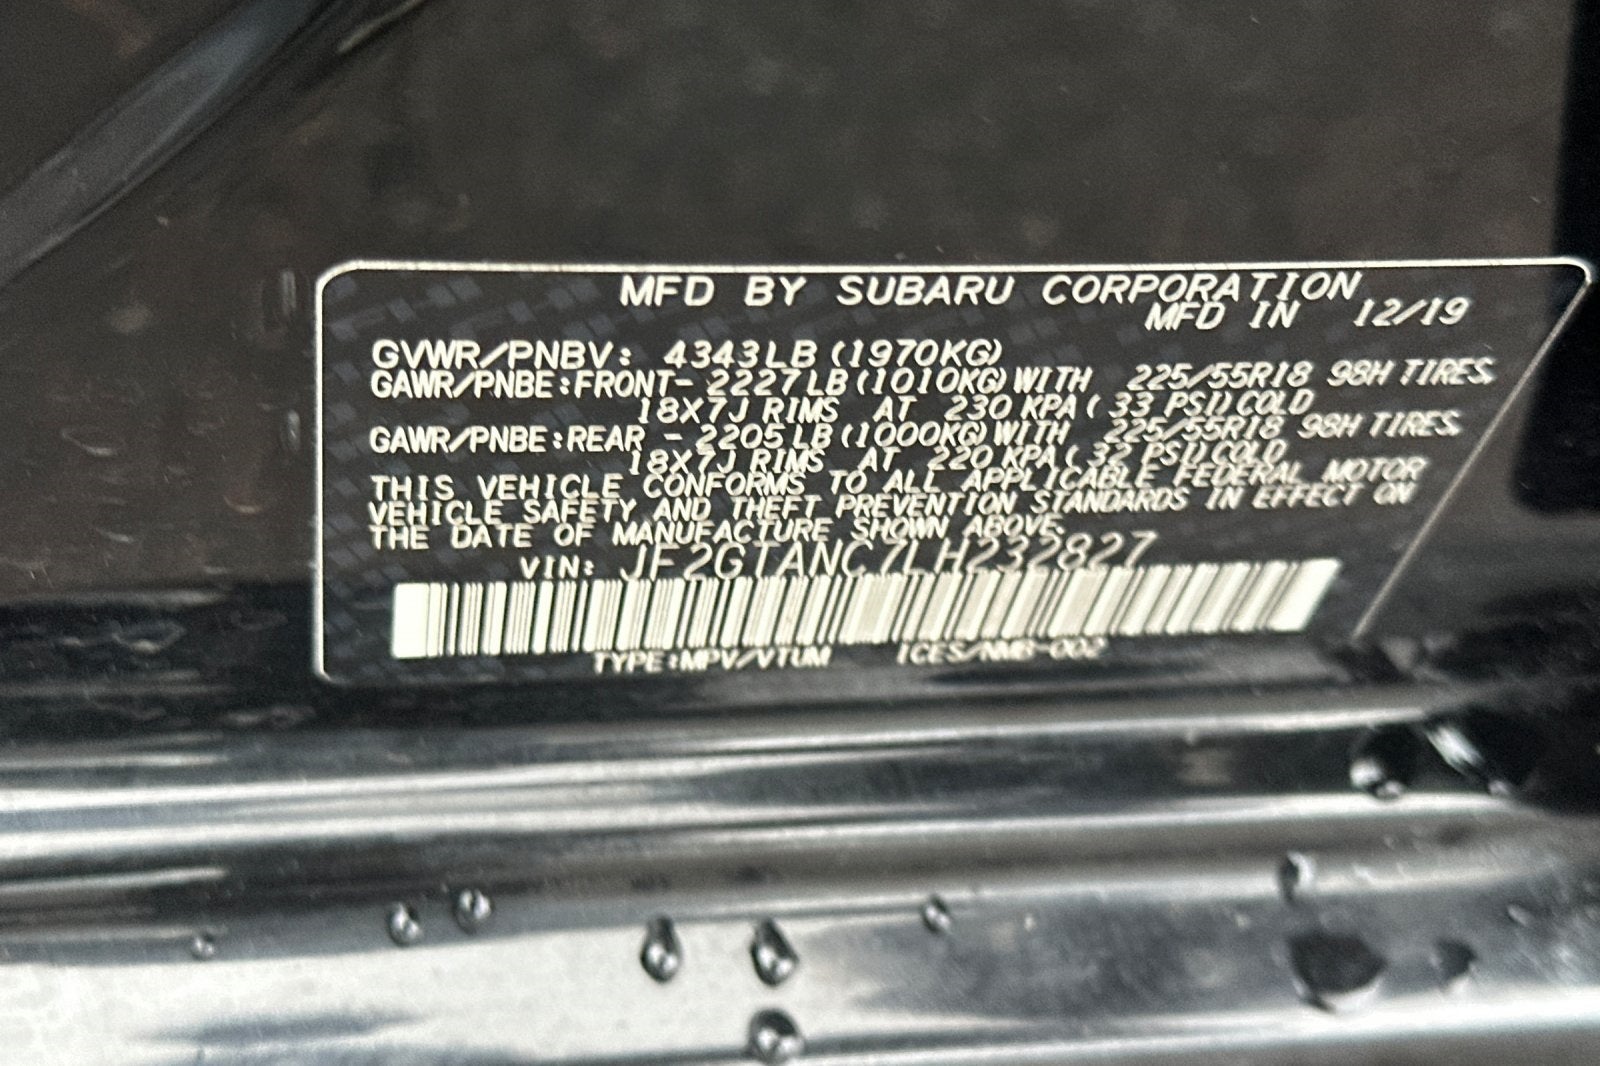 MFD BY SUBARU CORPORATION
MFD IN 12/19
GVWR/PNBV: 4343LB (1970KG)
GAWR/PNBE:FRONT- 2227LB (1010KG) WITH 225/55R18 98H TIRES,
18X7J RIMS AT 230 KPA ( 33 PSI) COLD
GAWR/PNBE:REAR - 2205LB (1000KG) WITH 225/55R18 98H TIRES,
18X7J RIMS AT 220 KPA ( 32 PSI) COLD
THIS VEHICLE CONFORMS TO ALL APPLICABLE FEDERAL MOTOR
VEHICLE SAFETY AND THEFT PREVENTION STANDARDS IN EFFECT ON
THE DATE OF MANUFACTURE SHOWN ABOVE.
VIN: JF2GTANC7LH232827
TYPE:MPV/VTUM ICES/NMB-002